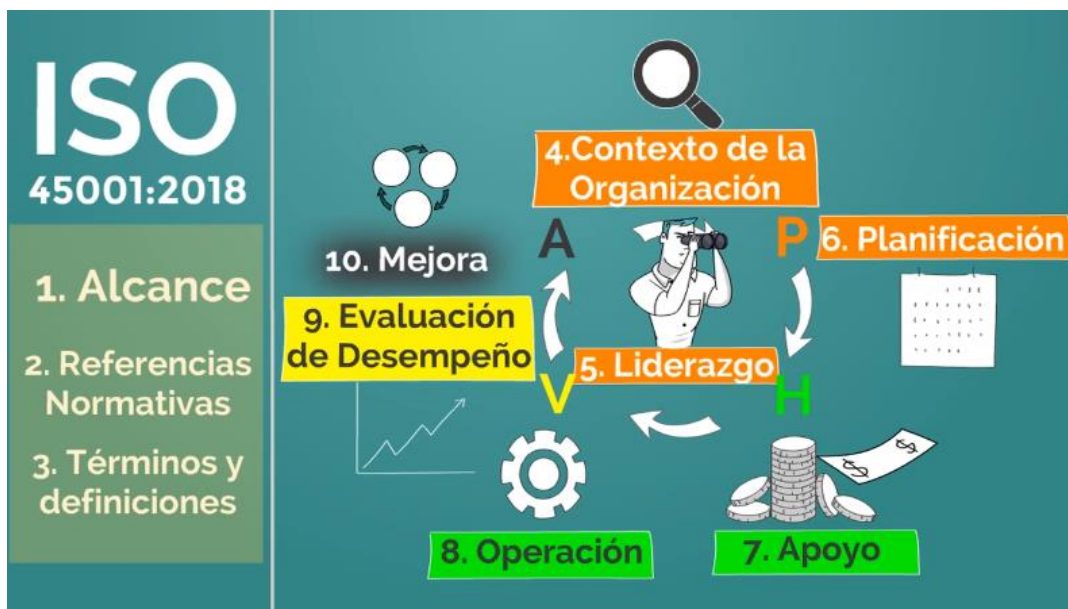 ISO
45001:2018
1. Alcance
2. Referencias
Normativas
3. Términos y
definiciones
4.Contexto de la
Organización
A
P
6. Planificación
10. Mejora
9. Evaluación
de Desempeño
5. Liderazgo
V
H
$
$
8. Operación
7. Apoyo